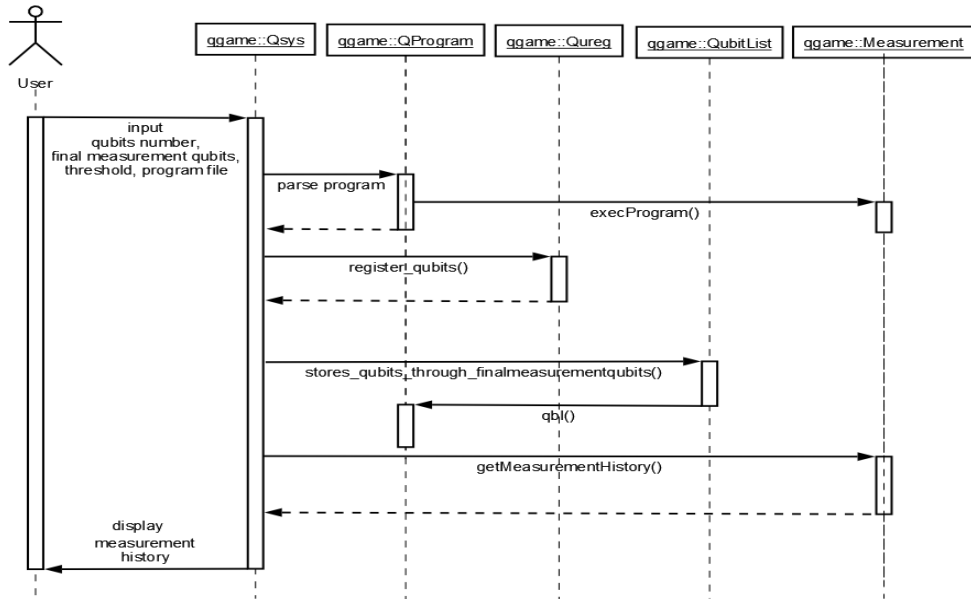 qgame::Qsys
qgame::QProgram
qgame::Qureg
qgame::QubitList
qgame::Measurement
User
input
qubits number,
final measurement qubits,
threshold, program file
parse program
execProgram()
register_qubits()
stores_qubits_through_finalmeasurementqubits()
qbl()
getMeasurementHistory()
display
measurement
history